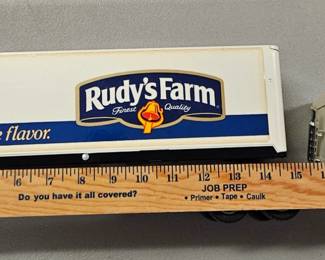 Rudy's Farm
Finest Quality
flavor.
6 7 8 9 10 11 12 13 14 15
Do you have it all covered?
JOB PREP
• Primer • Tape • Caulk